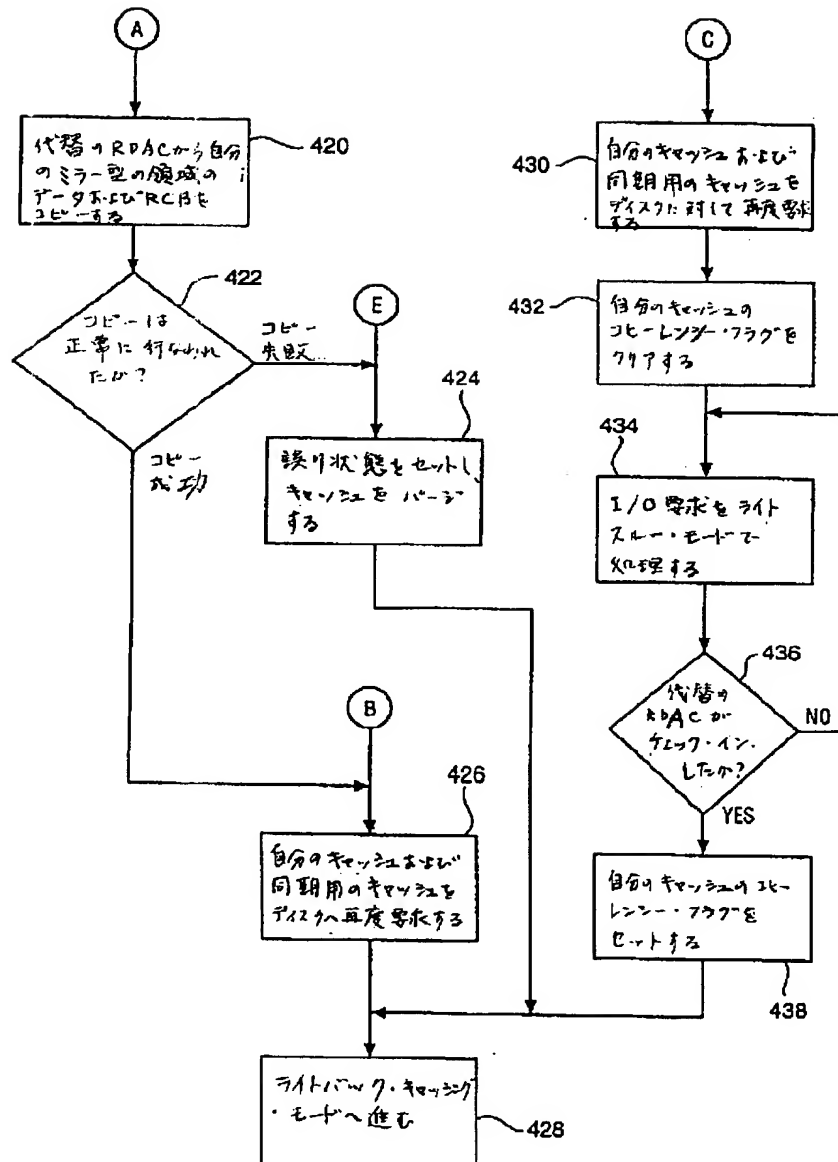 A
代替のRDACから自分
のミラー型の領域の
データおよびRCBを
コピーする
420
422
コピーは
正常に行なわれ
たか?
コピー
失敗
コピー
成功
E
424
誤り状態をセットし、
キャッシュをパージ
する
B
426
自分のキャッシュおよび
同期用のキャッシュを
ディスクへ再度要求する
ライトバック・キャッシング
・モードへ進む
428
C
430
自分のキャッシュおよび
同期用のキャッシュを
ディスクに対して再度要求
する
432
自分のキャッシュの
コヒーレンシー・フラグを
クリアする
434
I/O要求をライト
スルー・モードで
処理する
436
代替の
RDACが
チェック・イン
したか?
NO
YES
自分のキャッシュのコヒー
レンシー・フラグを
セットする
438